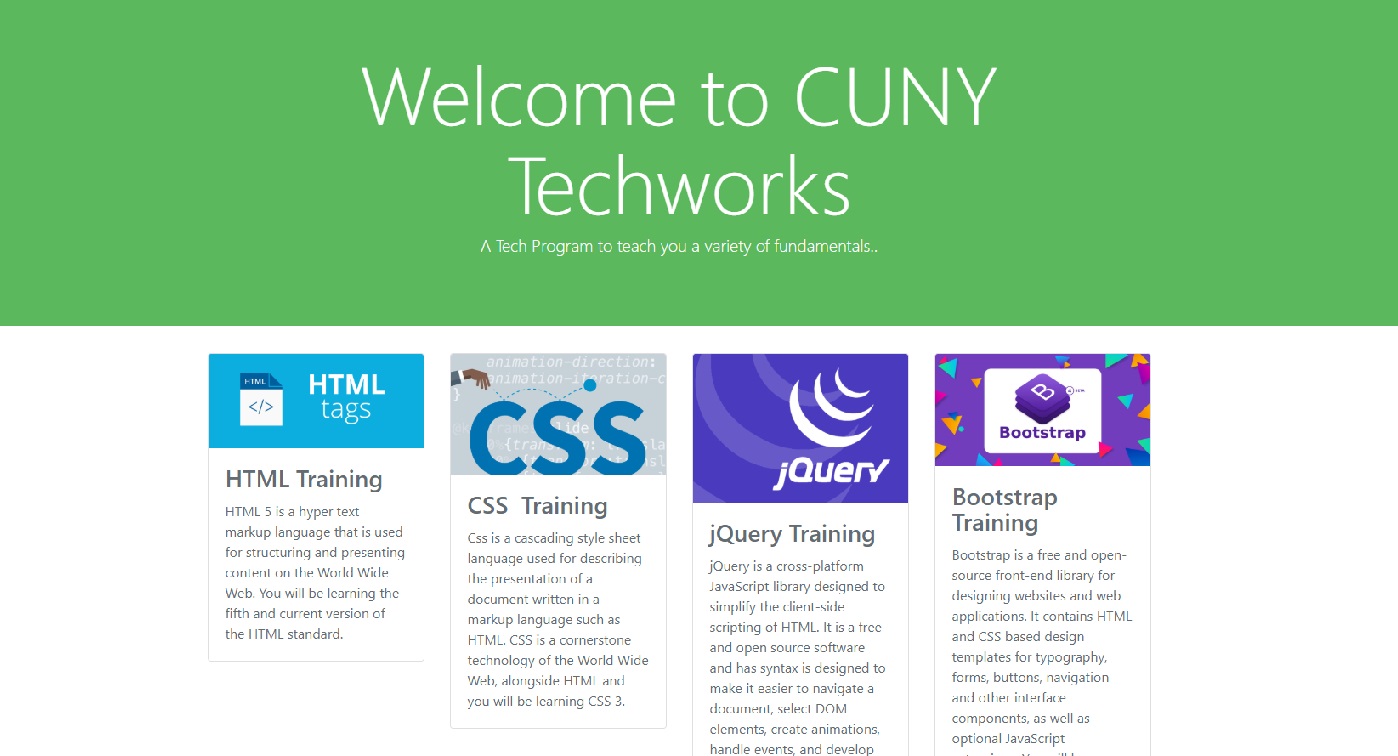 Welcome to CUNY
Techworks
A Tech Program to teach you a variety of fundamentals..
HTML
</>
HTML
tags
HTML Training
HTML 5 is a hyper text
markup language that is used
for structuring and presenting
content on the World Wide
Web. You will be learning the
fifth and current version of
the HTML standard.
animation-direction:
animation-iteration-c
}
slide
CSS
CSS Training
Css is a cascading style sheet
language used for describing
the presentation of a
document written in a
markup language such as
HTML. CSS is a cornerstone
technology of the World Wide
Web, alongside HTML and
you will be learning CSS 3.
jQuery
jQuery Training
jQuery is a cross-platform
JavaScript library designed to
simplify the client-side
scripting of HTML. It is a free
and open source software
and has syntax is designed to
make it easier to navigate a
document, select DOM
elements, create animations,
handle events, and develop
B
Bootstrap
Bootstrap
Training
Bootstrap is a free and open-
source front-end library for
designing websites and web
applications. It contains HTML
and CSS based design
templates for typography,
forms, buttons, navigation
and other interface
components, as well as
optional JavaScript